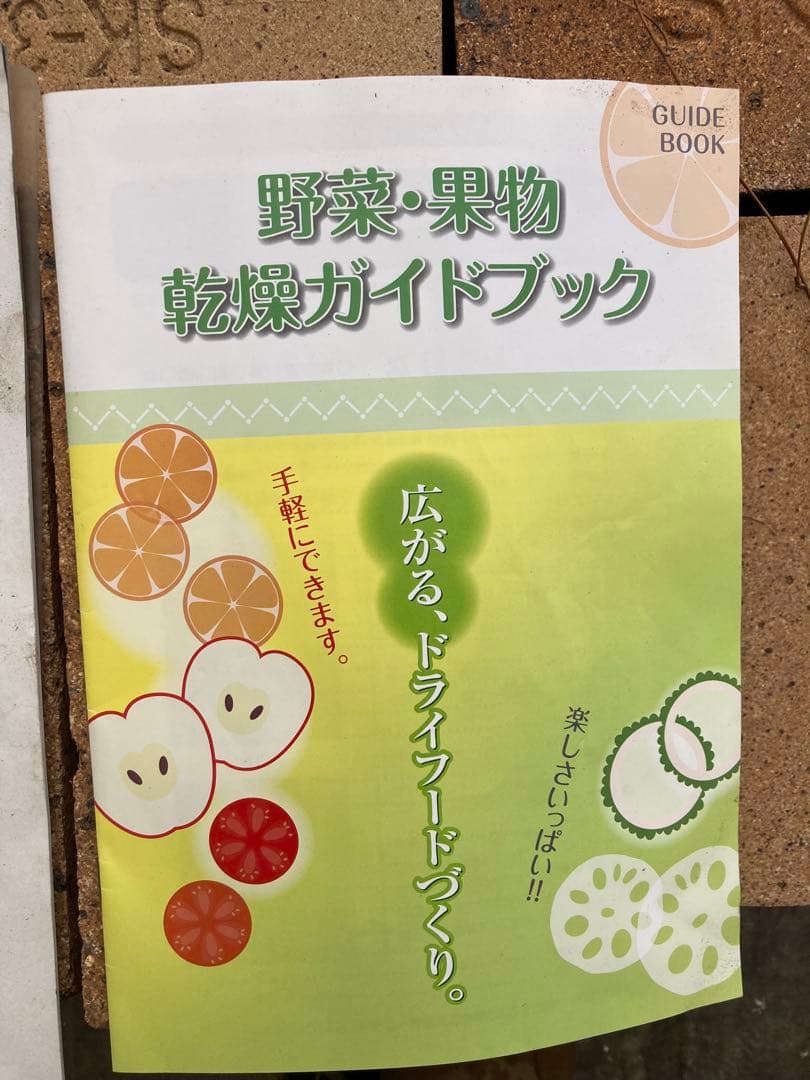 SK-3
GUIDE
BOOK
野菜・果物
乾燥ガイドブック
手軽にできます。
広がる、ドライフードづくり。
楽しさいっぱい!!